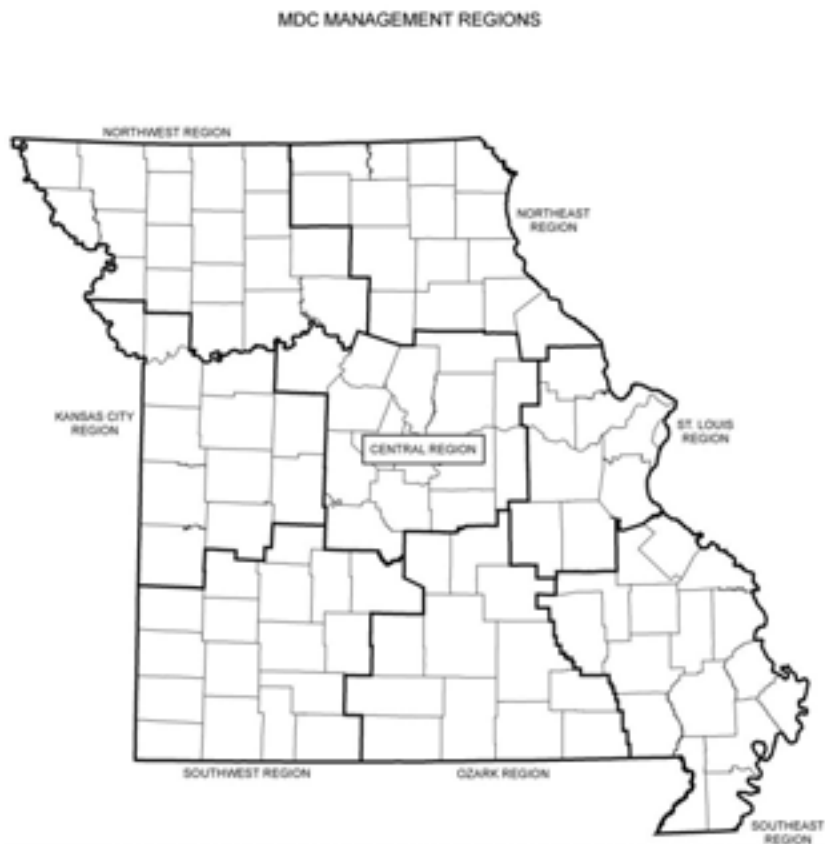 MDC MANAGEMENT REGIONS
NORTHWEST REGION
NORTHEAST
REGION
KANSAS CITY
REGION
CENTRAL REGION
ST. LOUIS
REGION
SOUTHWEST REGION
OZARK REGION
SOUTHEAST
REGION